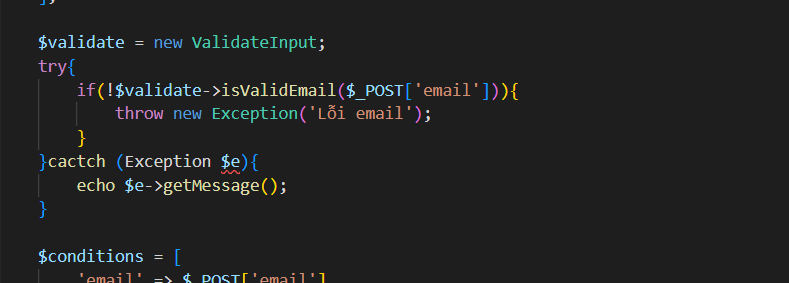 ];
$validate = new ValidateInput;
try{
if(!$validate->isValidEmail($_POST['email'])){
throw new Exception('Lỗi email');
}
}cactch (Exception $e){
echo $e->getMessage();
}
$conditions = [
'email' => $_POST['email']